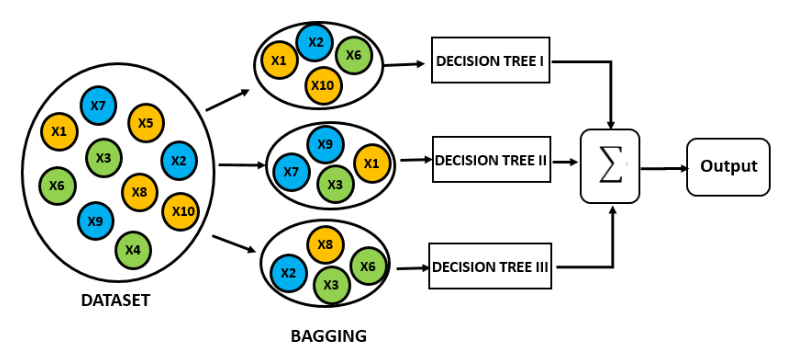 X7
X1
X5
X3
X2
X6
X8
X10
X9
X4
DATASET
X2
X1
X6
X10
X9
X7
X1
X3
X8
X2
X6
X3
BAGGING
DECISION TREE I
DECISION TREE II
DECISION TREE III
∑
Output